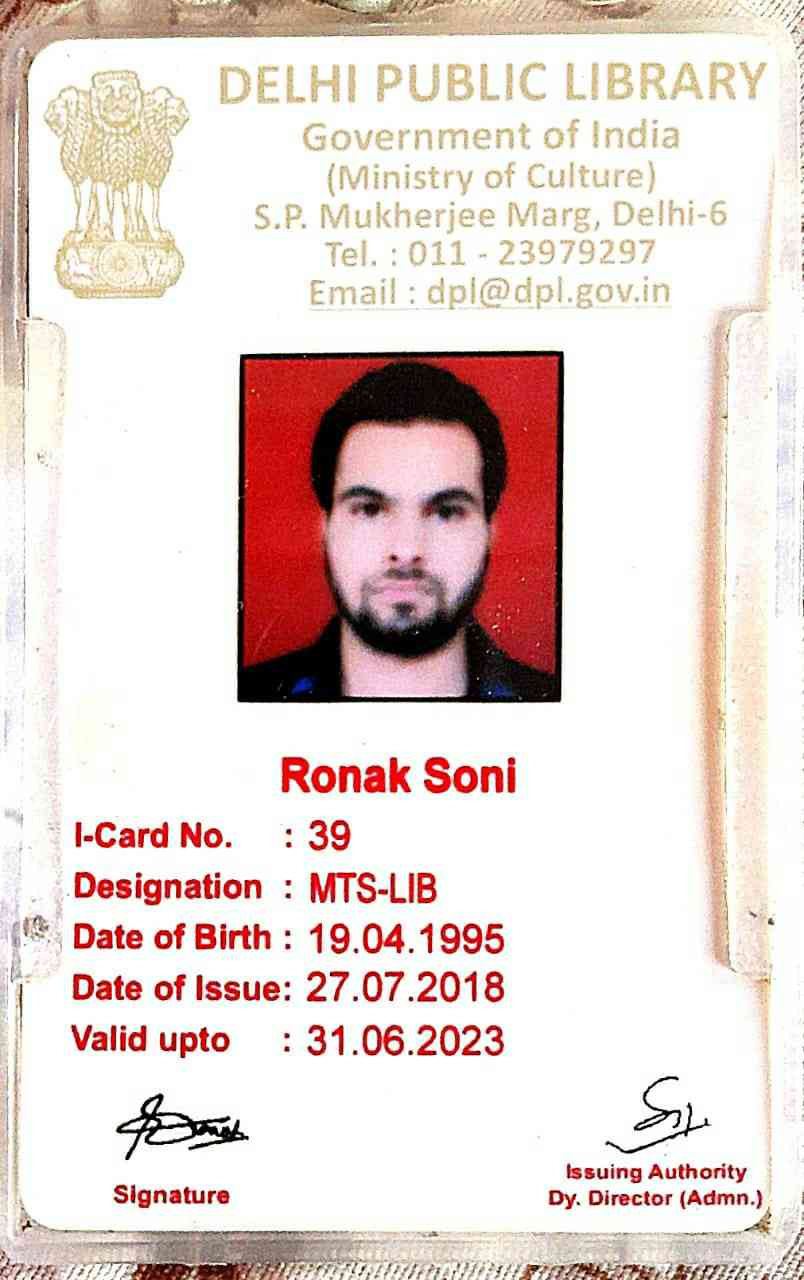 DELHI PUBLIC LIBRARY
Government of India
(Ministry of Culture)
S.P. Mukherjee Marg, Delhi-6
Tel. : 011 - 23979297
Email : dpl@dpl.gov.in
Ronak Soni
I-Card No. : 39
Designation : MTS-LIB
Date of Birth : 19.04.1995
Date of Issue: 27.07.2018
Valid upto : 31.06.2023
Signature
Issuing Authority
Dy. Director (Admn.)